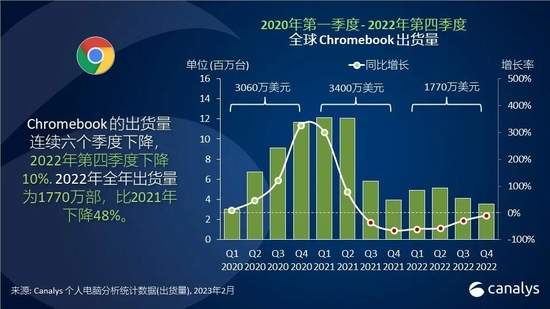 2020年第一季度 - 2022年第四季度
全球 Chromebook 出货量
Chromebook 的出货量
连续六个季度下降，
2022年第四季度下降
10%. 2022年全年出货量
为1770万部，比2021年
下降48%。
单位 (百万台)
同比增长
增长率
3060万美元
3400万美元
1770万美元
16
14
12
10
8
6
4
2
0
500%
400%
300%
200%
100%
0%
-100%
Q1 Q2 Q3 Q4 Q1 Q2 Q3 Q4 Q1 Q2 Q3 Q4
2020 2020 2020 2020 2021 2021 2021 2021 2022 2022 2022 2022
来源: Canalys 个人电脑分析统计数据(出货量), 2023年2月
canalys